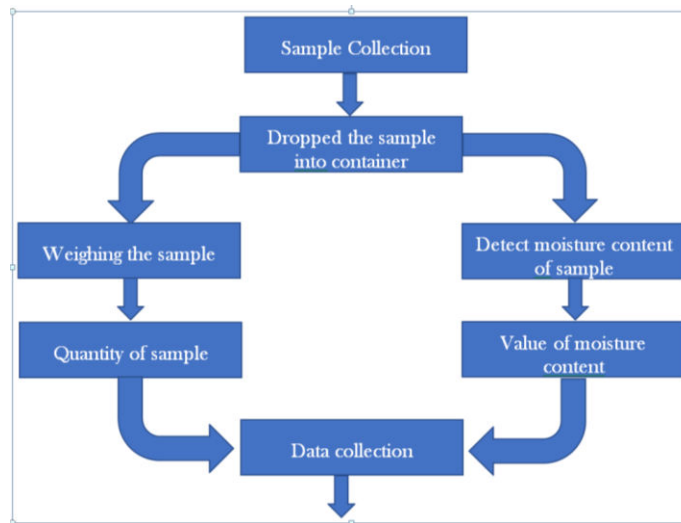 Sample Collection
Dropped the sample
into container
Weighing the sample
Detect moisture content
of sample
Quantity of sample
Value of moisture
content
Data collection